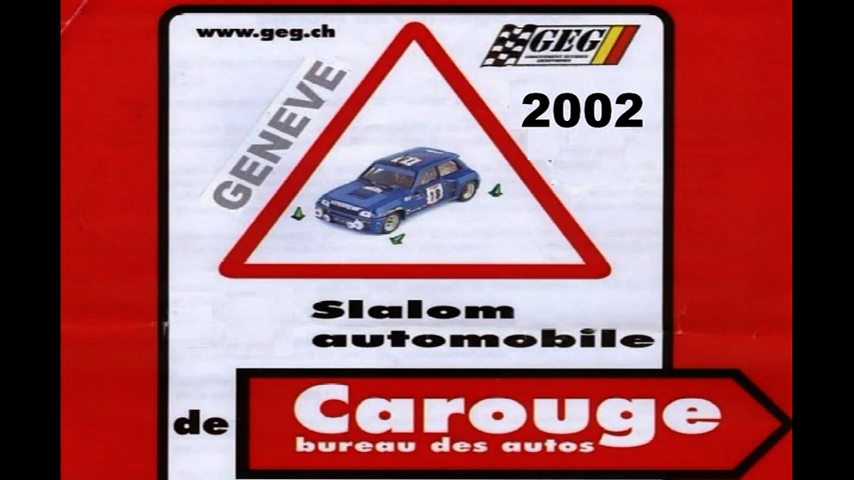 www.geg.ch
GEG
GENEVE
2002
Slalom
automobile
de Carouge
bureau des autos